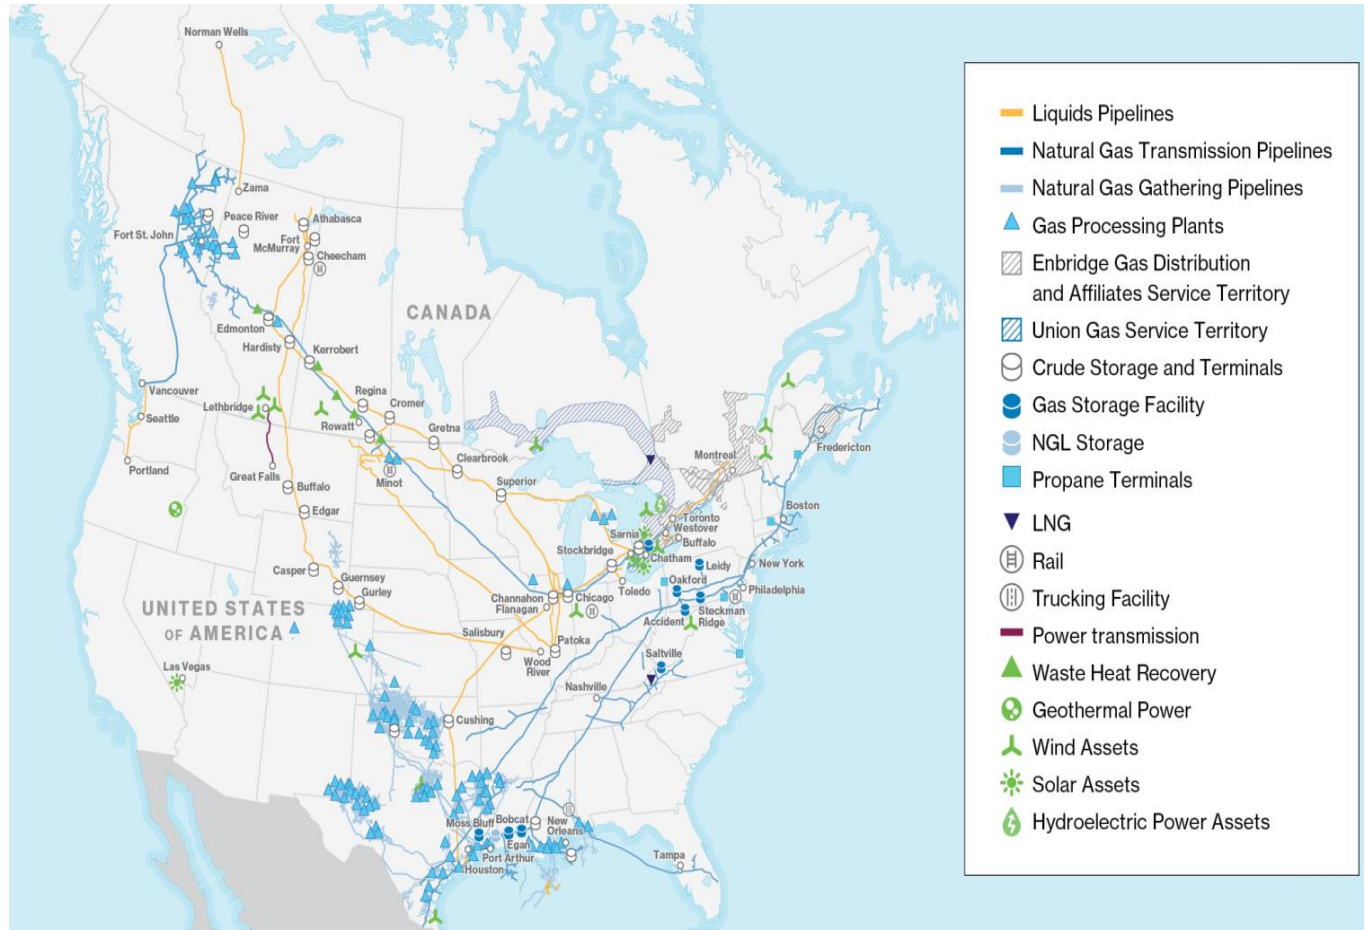 Norman Wells
Zama
Peace River
Athabasca
Fort St. John
Fort
McMurray
Cheecham
CANADA
Edmonton
Hardisty
Kerrobert
Vancouver
Lethbridge
Regina
Cromer
Seattle
Rowatt
Gretna
Fredericton
Portland
Great Falls
Clearbrook
Montreal
Minot
Superior
Buffalo
Edgar
Boston
Toronto
Westover
Sarnia
Buffalo
Stockbridge
Chatham
Leidy
New York
Casper
Guernsey
Gurley
Oakford
Toledo
Philadelphia
Channahon
Flanagan
Chicago
UNITED STATES
OF AMERICA
Accident
Steckman
Ridge
Salisbury
Patoka
Wood
River
Saltville
Las Vegas
Nashville
Cushing
Moss Bluff
Bobcat
New
Orleans
Egan
Port Arthur
Houston
Tampa
Liquids Pipelines
Natural Gas Transmission Pipelines
Natural Gas Gathering Pipelines
Gas Processing Plants
Enbridge Gas Distribution
and Affiliates Service Territory
Union Gas Service Territory
Crude Storage and Terminals
Gas Storage Facility
NGL Storage
Propane Terminals
LNG
Rail
Trucking Facility
Power transmission
Waste Heat Recovery
Geothermal Power
Wind Assets
Solar Assets
Hydroelectric Power Assets